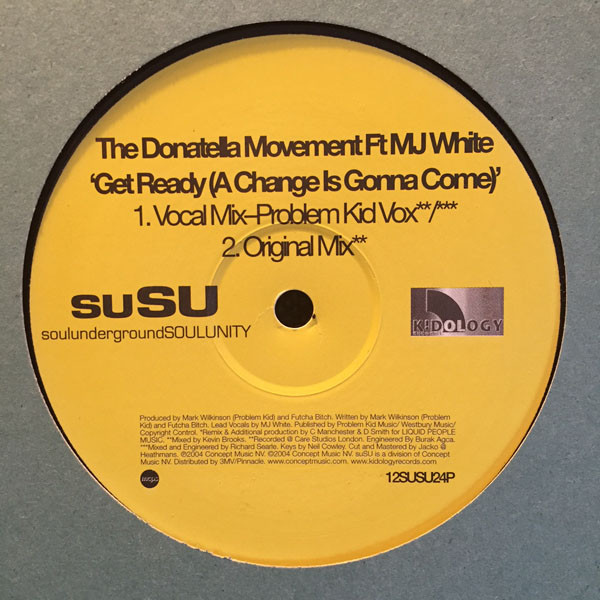 The Donatella Movement Ft MJ White
‘Get Ready (A Change Is Gonna Come)’
1. Vocal Mix–Problem Kid Vox**/***
2. Original Mix**
suSU
soulundergroundSOULUNITY
KIDOLOGY
Produced by Mark Wilkinson (Problem Kid) and Futcha Bitch. Written by Mark Wilkinson (Problem
Kid) and Futcha Bitch. Lead Vocals by MJ White. Published by Problem Kid Music/ Westbury Music/
Copyright Control. *Remix & Additional production by C Manchester & D Smith for LIQUID PEOPLE
MUSIC. **Mixed by Kevin Brooks. **Recorded @ Care Studios London. Engineered By Burak Agca.
***Mixed and Engineered by Richard Searle. Keys by Neil Cowley. Cut and Mastered by Jacko @
Heathmans. ℗2004 Concept Music NV. ©2004 Concept Music NV. suSU is a division of Concept
Music NV. Distributed by 3MV/Pinnacle. www.conceptmusic.com, www.kidologyrecords.com
12SUSU24P